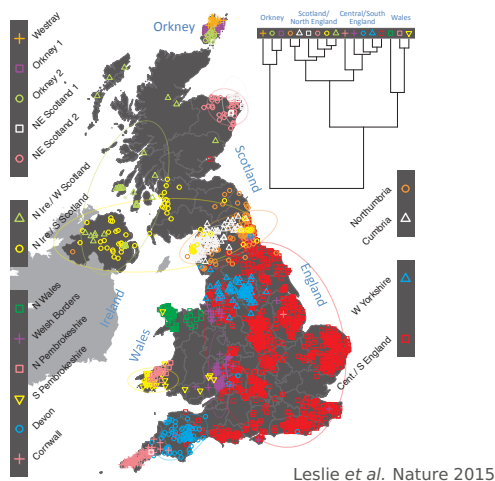 Westray
Orkney 1
Orkney 2
NE Scotland 1
NE Scotland 2
N Ire./ W Scotland
N Ire./ S Scotland
N Wales
Welsh Borders
N Pembrokeshire
S Pembrokeshire
Devon
Cornwall
Orkney
Scotland
England
Ireland
Wales
Orkney
Scotland/
North England
Central/South
England
Wales
Northumbria
Cumbria
W Yorkshire
Cent./ S England
Leslie et al. Nature 2015